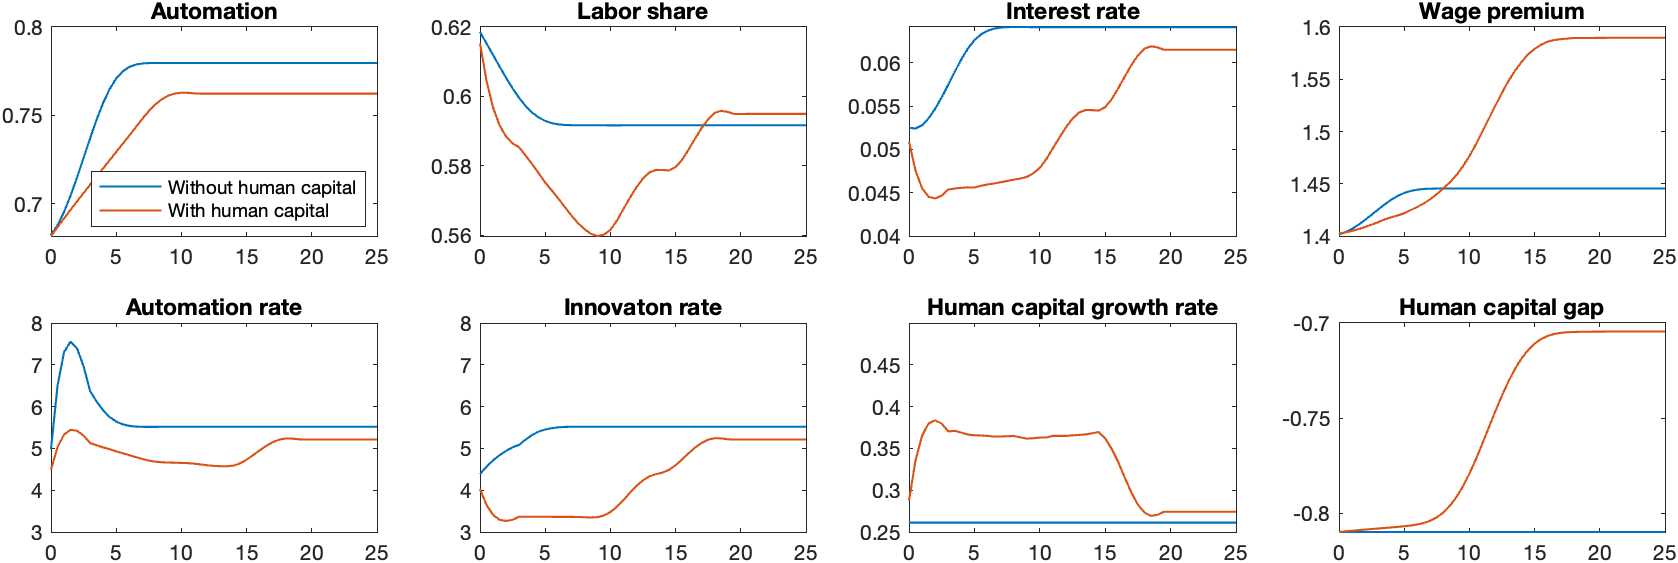 Automation
0.8
0.75
0.7
0 5 10 15 20 25
Without human capital
With human capital
Labor share
0.62
0.6
0.58
0.56
0 5 10 15 20 25
Interest rate
0.06
0.055
0.05
0.045
0.04
0 5 10 15 20 25
Wage premium
1.6
1.55
1.5
1.45
1.4
0 5 10 15 20 25
Automation rate
8
7
6
5
4
3
0 5 10 15 20 25
Innovaton rate
8
7
6
5
4
3
0 5 10 15 20 25
Human capital growth rate
0.45
0.4
0.35
0.3
0.25
0 5 10 15 20 25
Human capital gap
-0.7
-0.75
-0.8
0 5 10 15 20 25